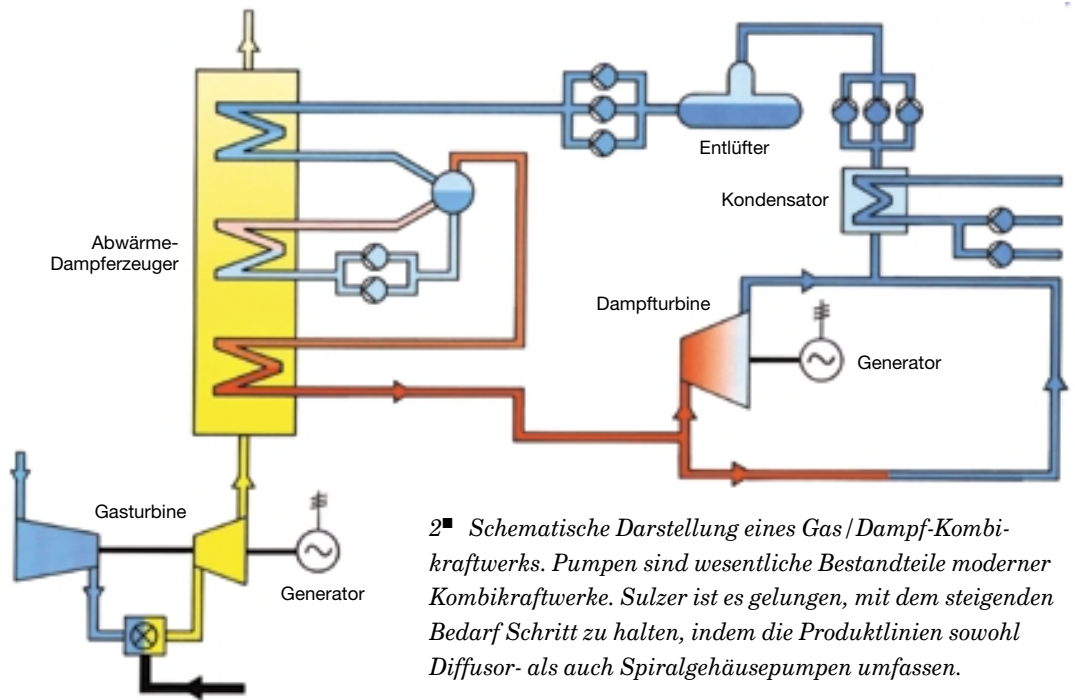 Entlüfter
Kondensator
Abwärme-
Dampferzeuger
Dampfturbine
Generator
Gasturbine
Generator
2■ Schematische Darstellung eines Gas/Dampf-Kombi-
kraftwerks. Pumpen sind wesentliche Bestandteile moderner
Kombikraftwerke. Sulzer ist es gelungen, mit dem steigenden
Bedarf Schritt zu halten, indem die Produktlinien sowohl
Diffusor- als auch Spiralgehäusepumpen umfassen.